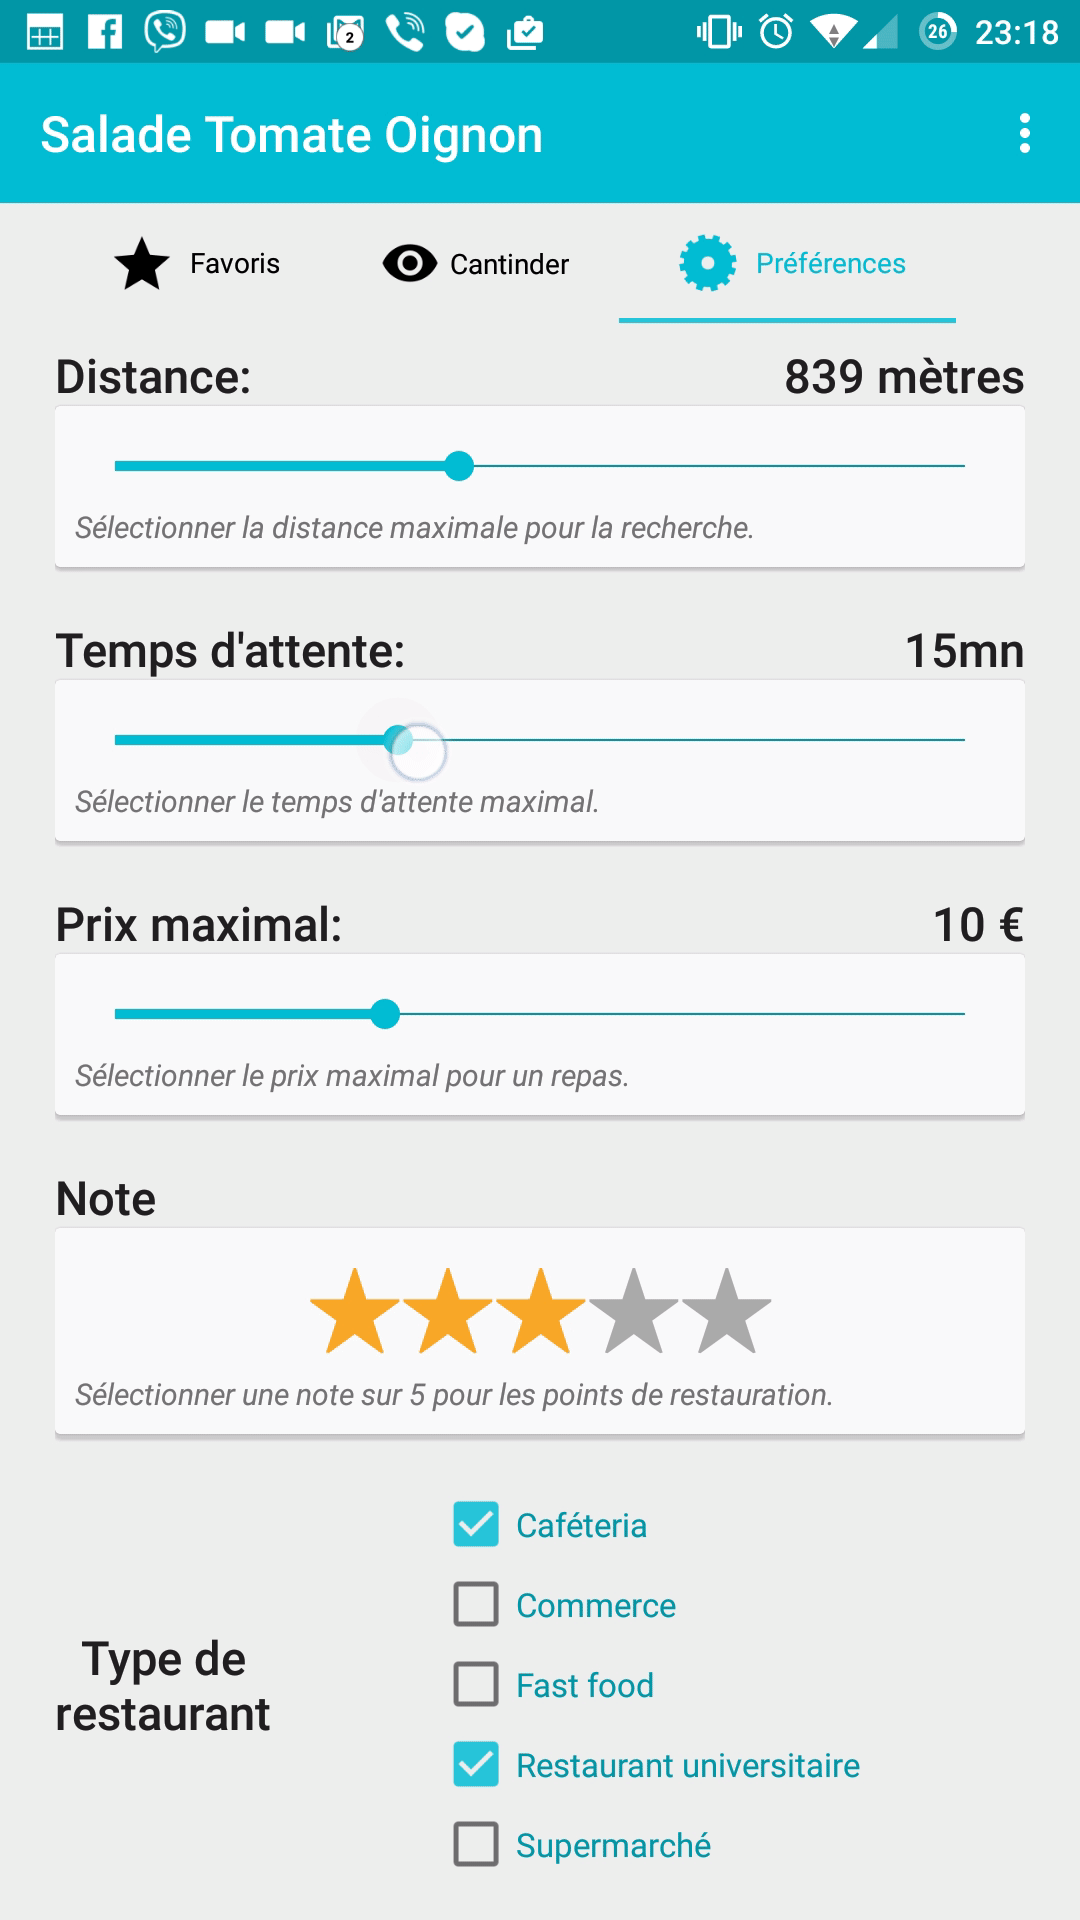 2
26
23:18
Salade Tomate Oignon
Favoris
Cantinder
Préférences
Distance:
839 mètres
Sélectionner la distance maximale pour la recherche.
Temps d'attente:
15mn
Sélectionner le temps d'attente maximal.
Prix maximal:
10 €
Sélectionner le prix maximal pour un repas.
Note
Sélectionner une note sur 5 pour les points de restauration.
Type de
restaurant
Caféteria
Commerce
Fast food
Restaurant universitaire
Supermarché